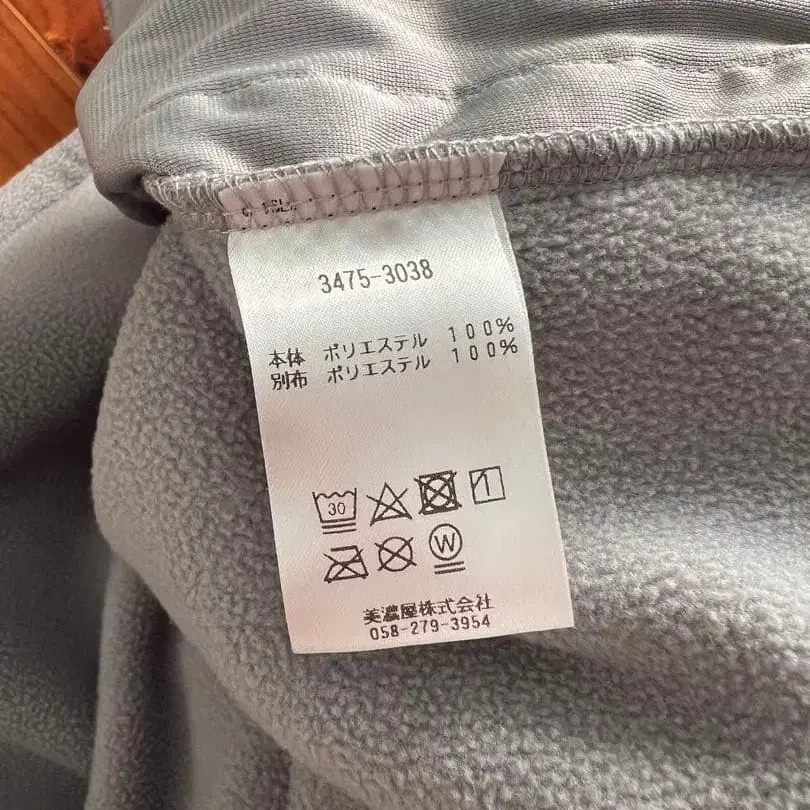 3475-3038
本体 ポリエステル 100%
別布 ポリエステル 100%
30
W
美濃屋株式会社
058-279-3954